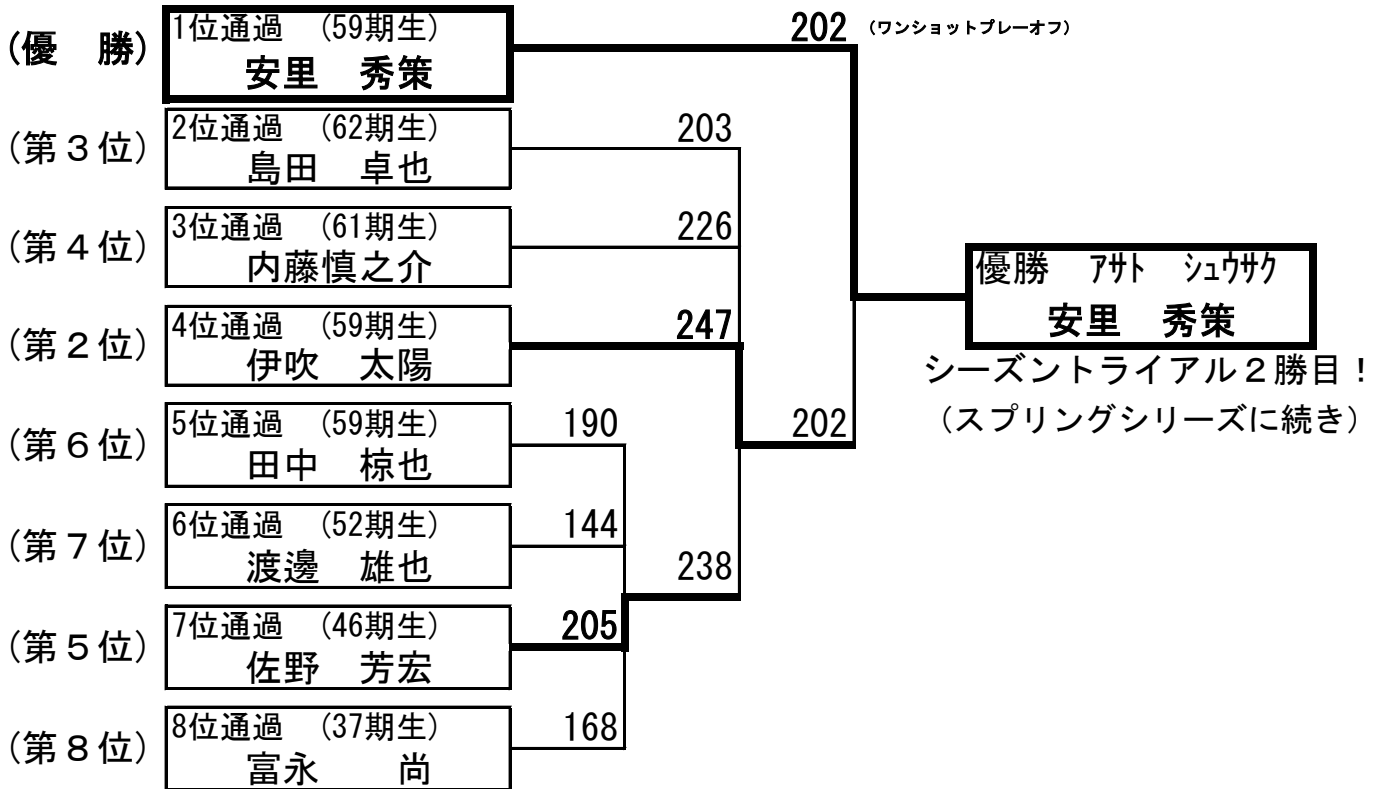 (優　勝)
1位通過　(59期生)
安里　秀策
202　(ワンショットプレーオフ)
(第３位)
2位通過　(62期生)
島田　卓也
203
(第４位)
3位通過　(61期生)
内藤慎之介
226
(第２位)
4位通過　(59期生)
伊吹　太陽
247
(第６位)
5位通過　(59期生)
田中　椋也
190
(第７位)
6位通過　(52期生)
渡邊　雄也
144
(第５位)
7位通過　(46期生)
佐野　芳宏
205
(第８位)
8位通過　(37期生)
富永　　尚
168
238
202
優勝　ｱｻﾄ　ｼｭｳｻｸ
安里　秀策
シーズントライアル２勝目！
(スプリングシリーズに続き)